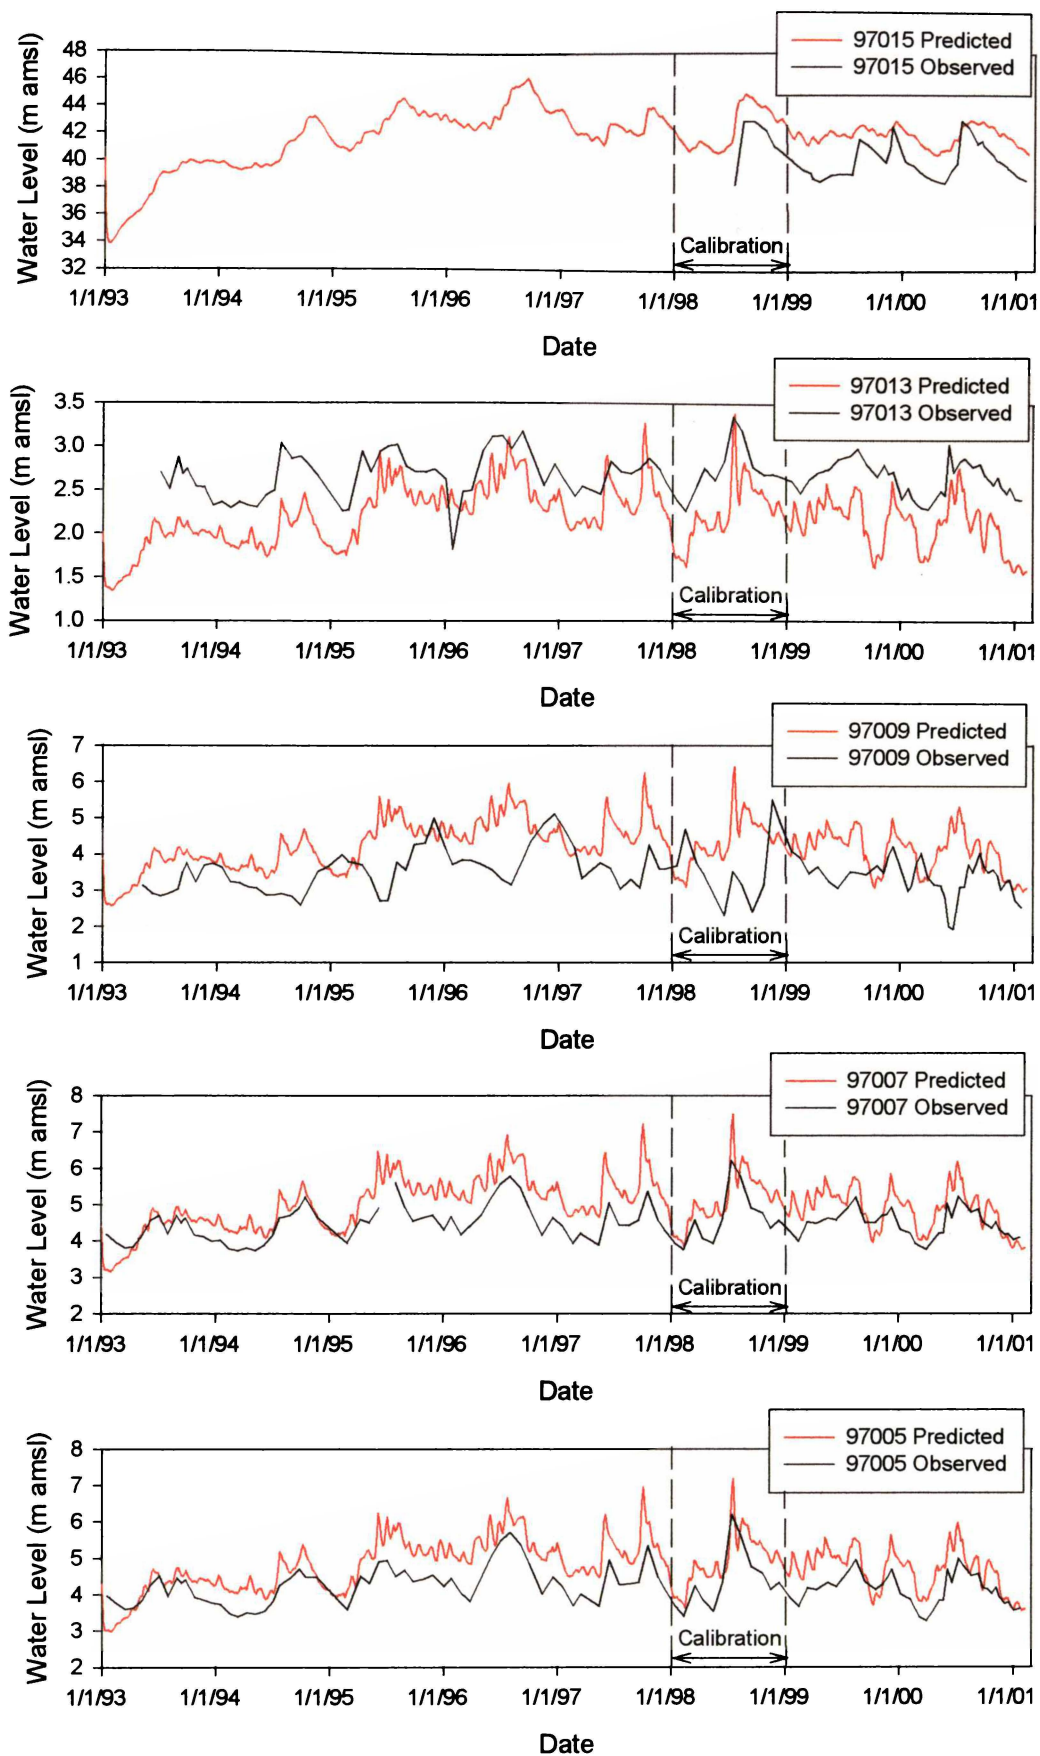 97015 Predicted
97015 Observed
Water Level (m amsl)
48
46
44
42
40
38
36
34
32
Calibration
1/1/93 1/1/94 1/1/95 1/1/96 1/1/97 1/1/98 1/1/99 1/1/00 1/1/01
Date
97013 Predicted
97013 Observed
Water Level (m amsl)
3.5
3.0
2.5
2.0
1.5
1.0
Calibration
1/1/93 1/1/94 1/1/95 1/1/96 1/1/97 1/1/98 1/1/99 1/1/00 1/1/01
Date
97009 Predicted
97009 Observed
Water Level (m amsl)
7
6
5
4
3
2
1
Calibration
1/1/93 1/1/94 1/1/95 1/1/96 1/1/97 1/1/98 1/1/99 1/1/00 1/1/01
Date
97007 Predicted
97007 Observed
Water Level (m amsl)
8
7
6
5
4
3
2
Calibration
1/1/93 1/1/94 1/1/95 1/1/96 1/1/97 1/1/98 1/1/99 1/1/00 1/1/01
Date
97005 Predicted
97005 Observed
Water Level (m amsl)
8
7
6
5
4
3
2
Calibration
1/1/93 1/1/94 1/1/95 1/1/96 1/1/97 1/1/98 1/1/99 1/1/00 1/1/01
Date